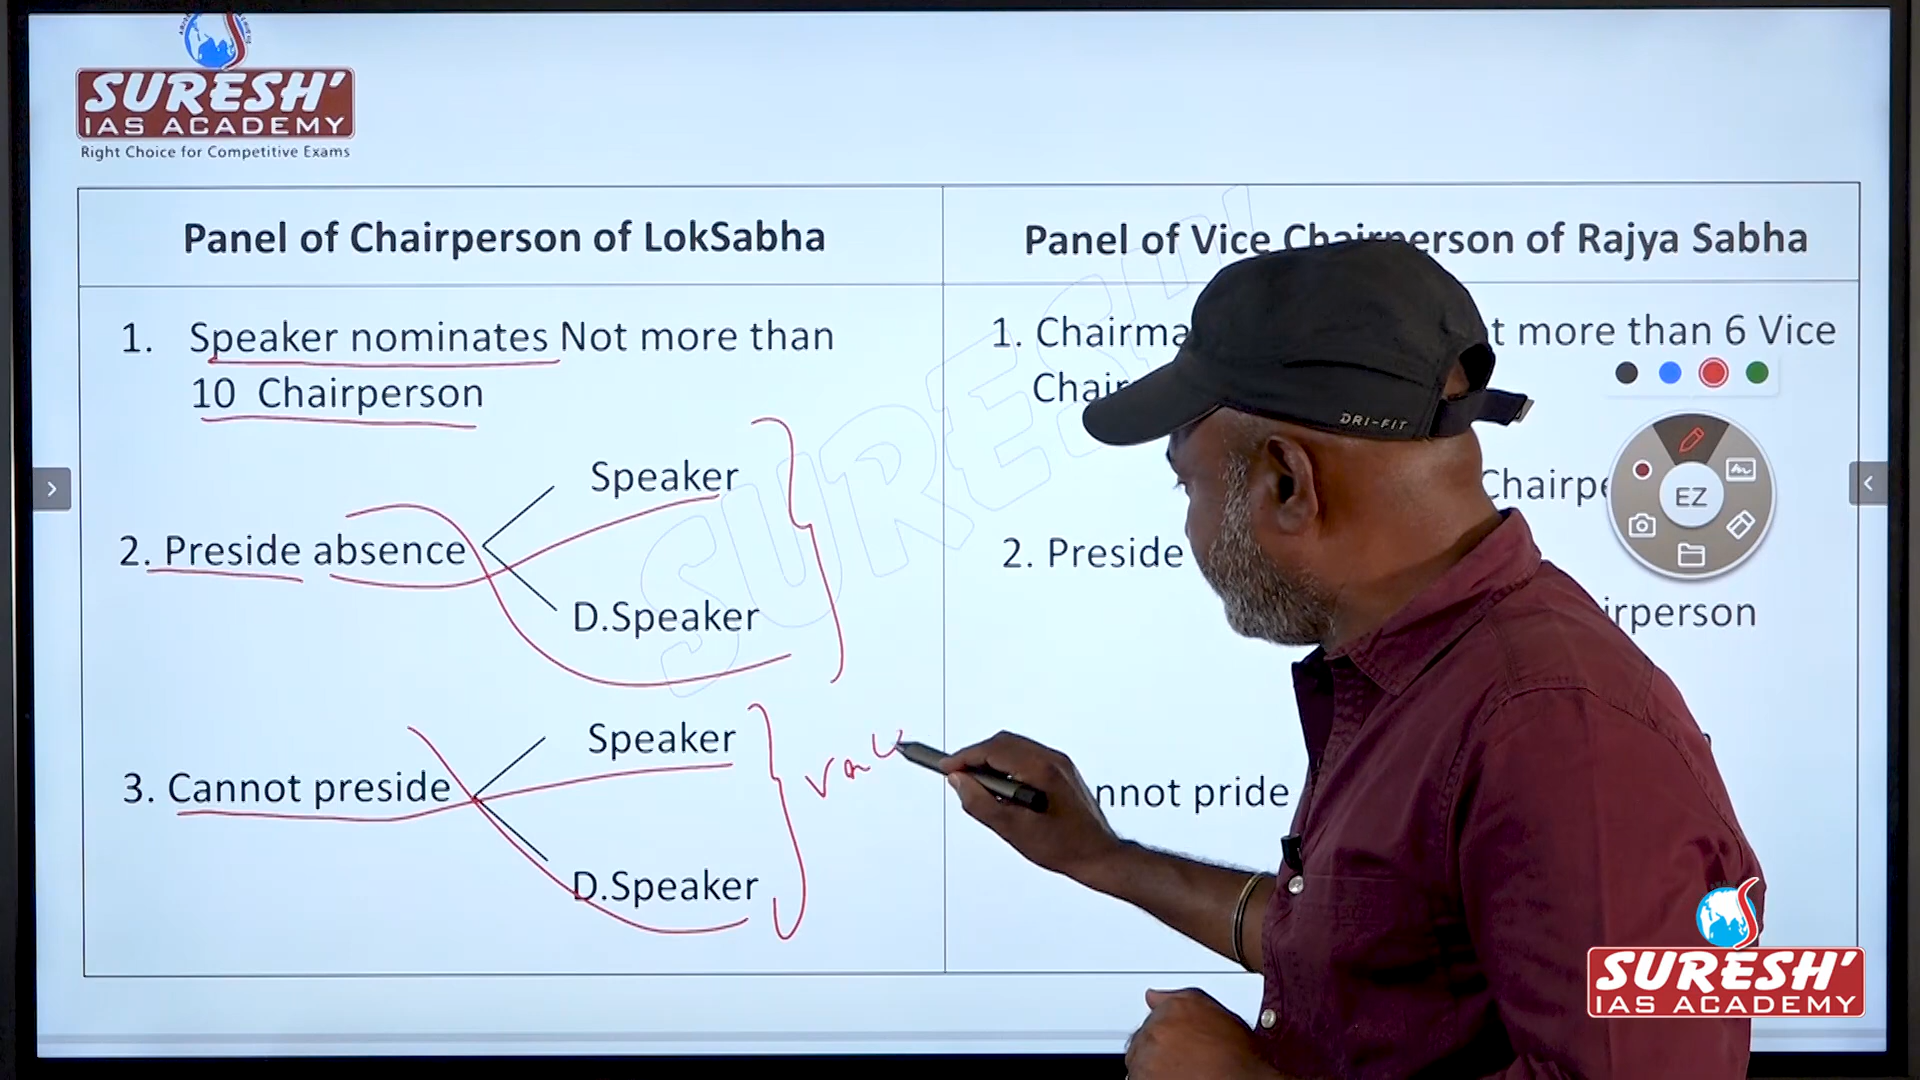 SURESH'
IAS ACADEMY
Right Choice for Competitive Exams
Panel of Chairperson of LokSabha
Panel of Vice Chairperson of Rajya Sabha
1. Speaker nominates Not more than
10 Chairperson
Speaker
2. Preside absence
D.Speaker
Speaker
3. Cannot preside
D.Speaker
1. Chairma
t more than 6 Vice
Chair
Chairpe
2. Preside
irperson
nnot pride
SURESH'
EZ
DRI-FIT
SURESH'
IAS ACADEMY